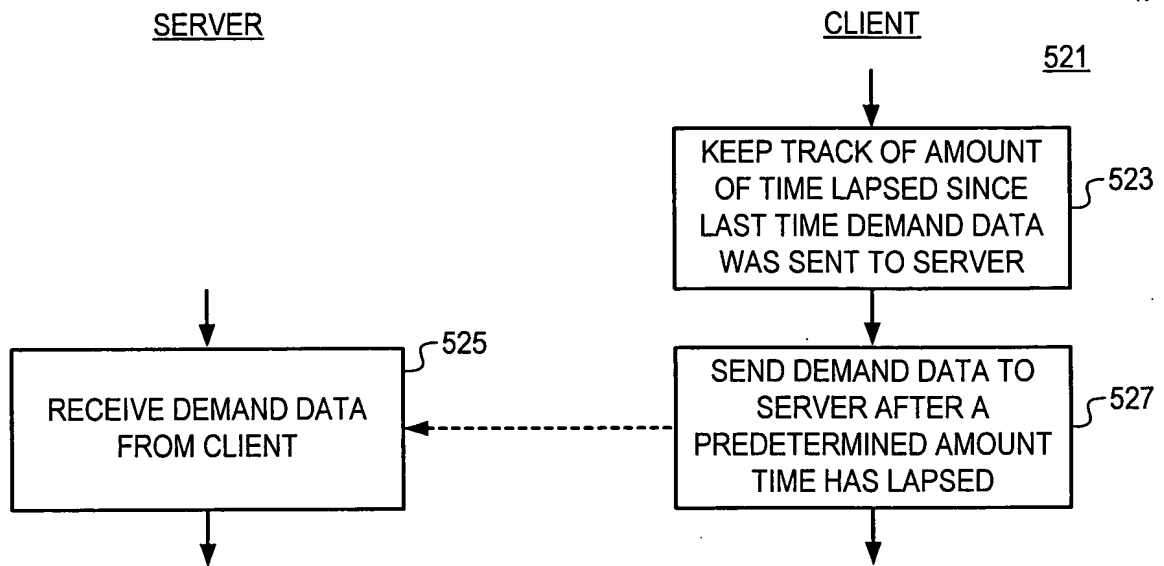 SERVER
CLIENT
521
KEEP TRACK OF AMOUNT
OF TIME LAPSED SINCE
LAST TIME DEMAND DATA
WAS SENT TO SERVER
523
525
RECEIVE DEMAND DATA
FROM CLIENT
SEND DEMAND DATA TO
SERVER AFTER A
PREDETERMINED AMOUNT
TIME HAS LAPSED
527